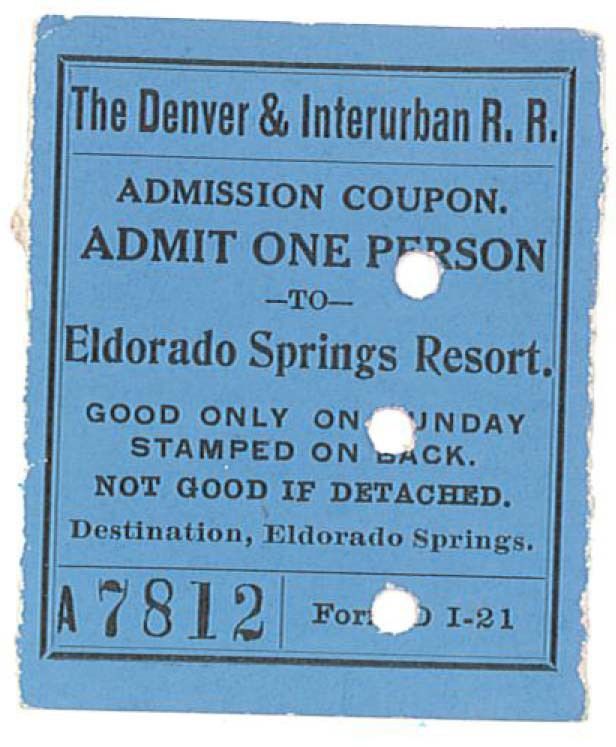 The Denver & Interurban R. R.
ADMISSION COUPON.
ADMIT ONE PERSON
—TO—
Eldorado Springs Resort.
GOOD ONLY ON SUNDAY
STAMPED ON BACK.
NOT GOOD IF DETACHED.
Destination, Eldorado Springs.
A 7812
Form I-21